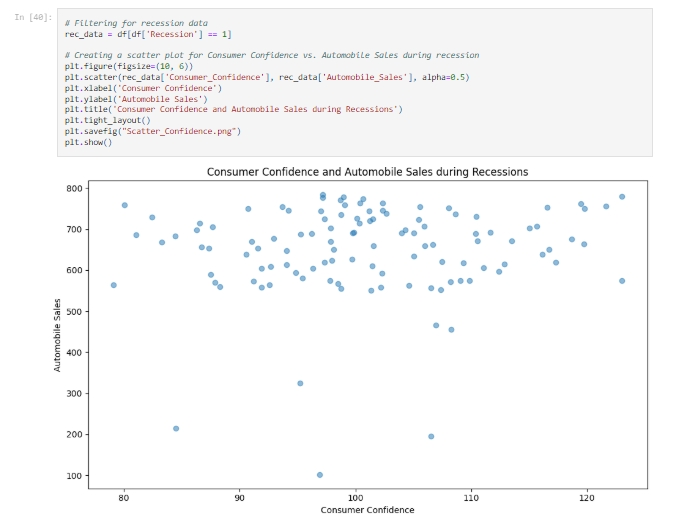 In [40]:
# Filtering for recession data
rec_data = df[df['Recession'] == 1]
# Creating a scatter plot for Consumer Confidence vs. Automobile Sales during recession
plt.figure(figsize=(10, 6))
plt.scatter(rec_data['Consumer_Confidence'], rec_data['Automobile_Sales'], alpha=0.5)
plt.xlabel('Consumer Confidence')
plt.ylabel('Automobile Sales')
plt.title('Consumer Confidence and Automobile Sales during Recessions')
plt.tight_layout()
plt.savefig("Scatter_Confidence.png")
plt.show()
Consumer Confidence and Automobile Sales during Recessions
800
700
600
500
400
300
200
100
Automobile Sales
80 90 100 110 120
Consumer Confidence